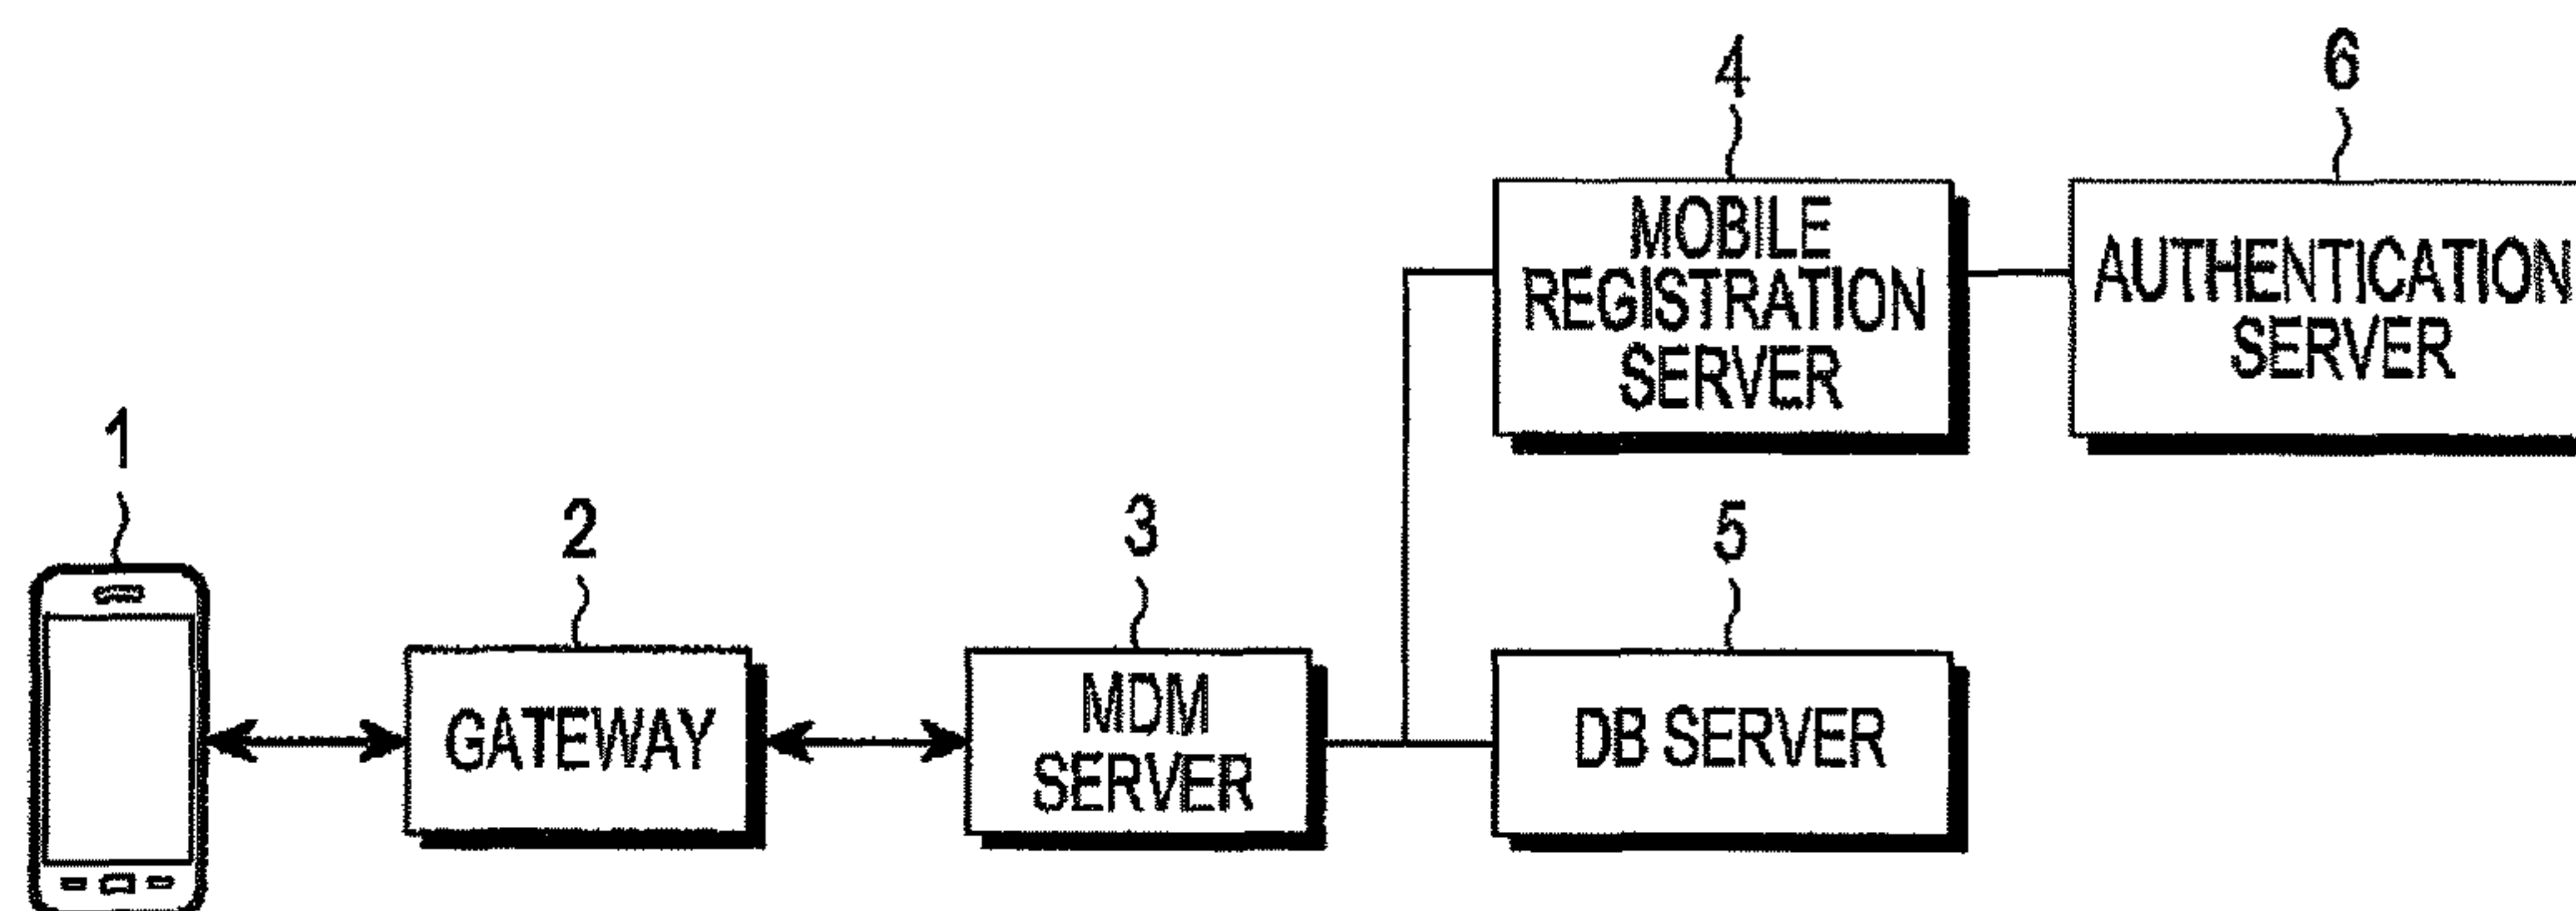 4
6
MOBILE
REGISTRATION
SERVER
AUTHENTICATION
SERVER
1
2
3
5
GATEWAY
MDM
SERVER
DB SERVER